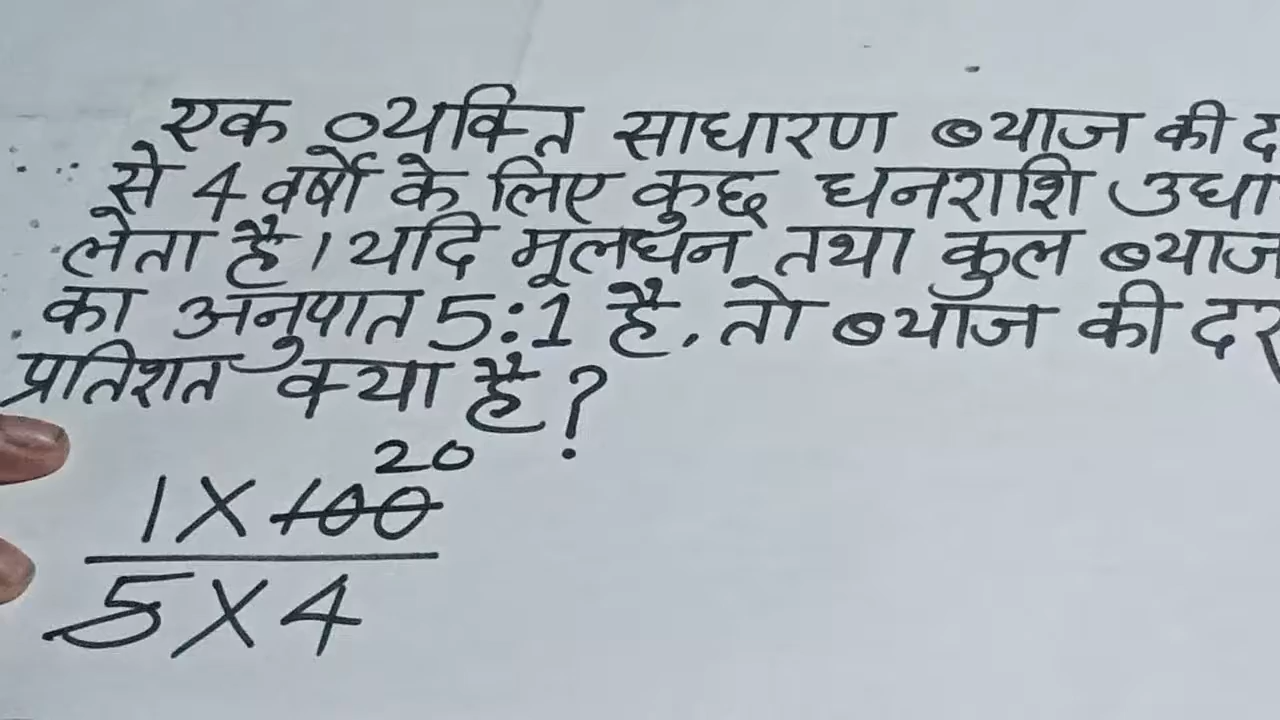 एक व्यक्ति साधारण ब्याज की द
से 4 वर्षों के लिए कुछ धनराशि उधा
लेता है। यदि मूलधन तथा कुल ब्याज
का अनुपात 5:1 है, तो ब्याज की दर
प्रतिशत क्या है?
20
1 X 100
5 X 4